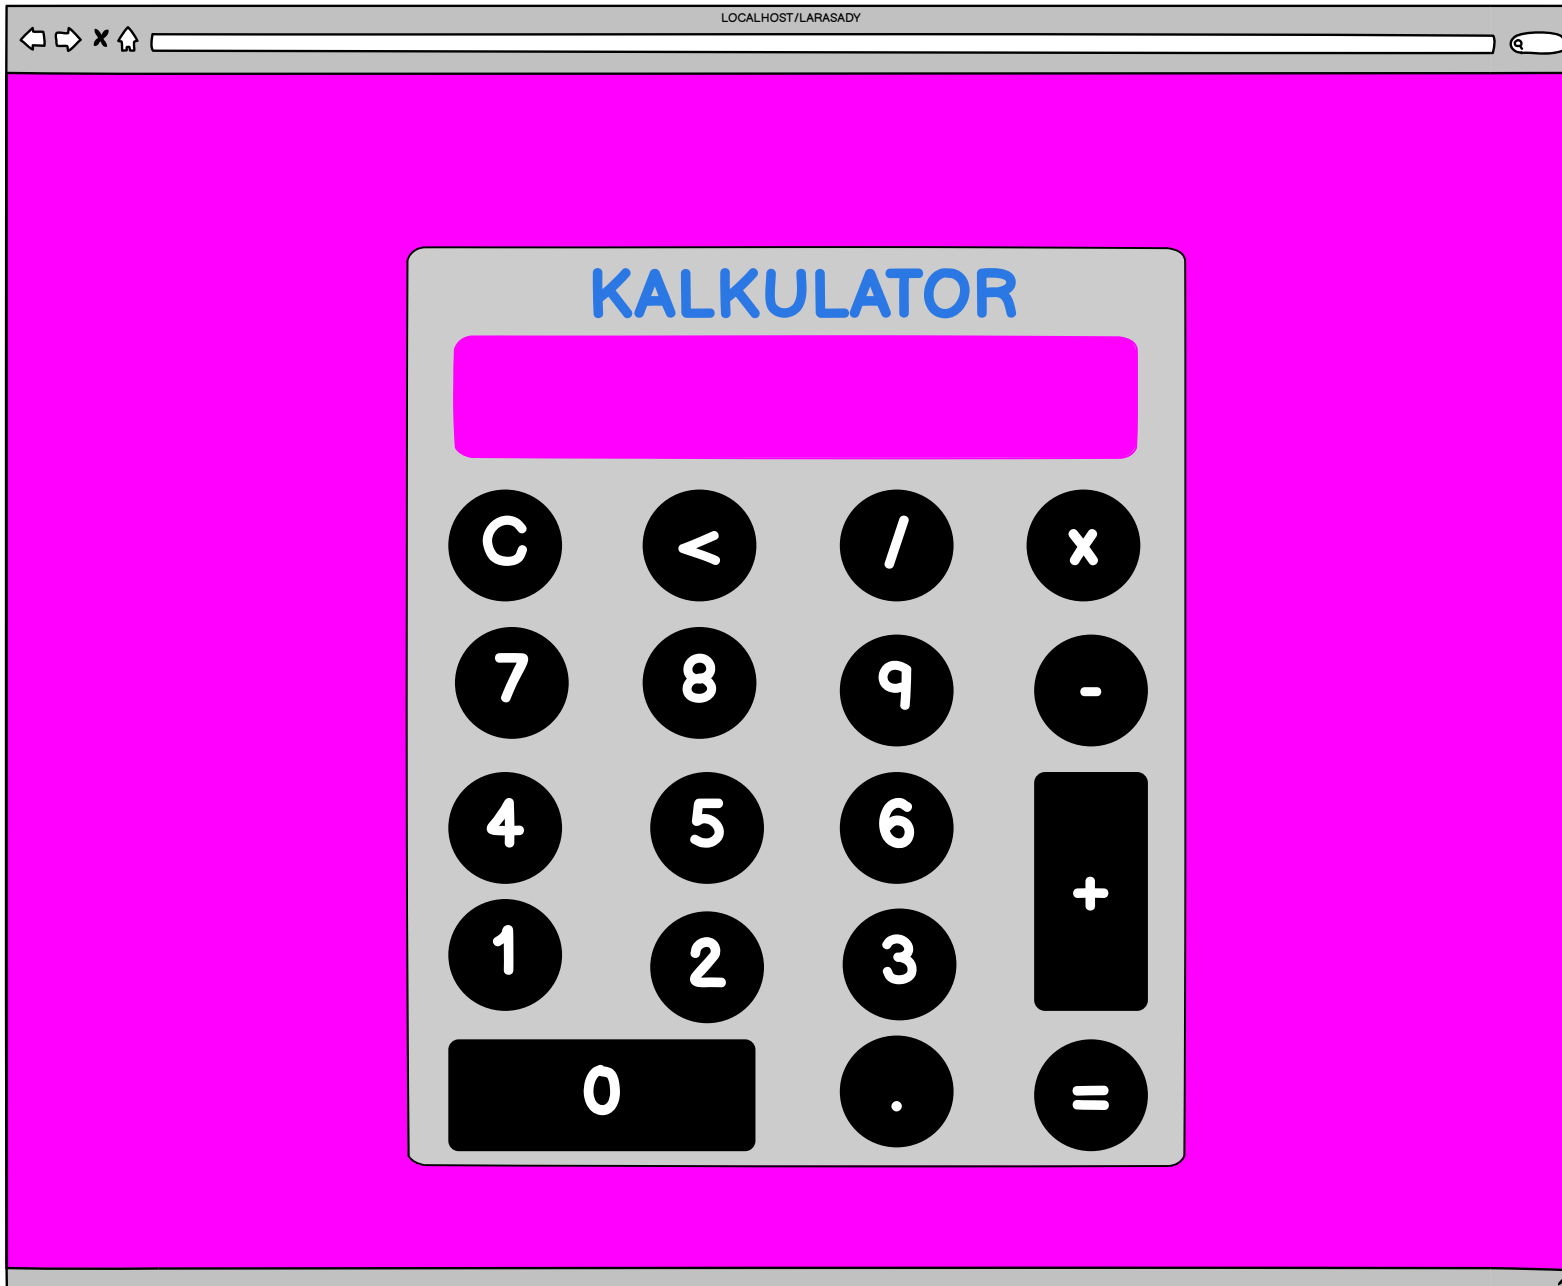 LOCALHOST/LARASADY
KALKULATOR
C < / x
7 8 9 -
4 5 6
+
1 2 3
0 . =